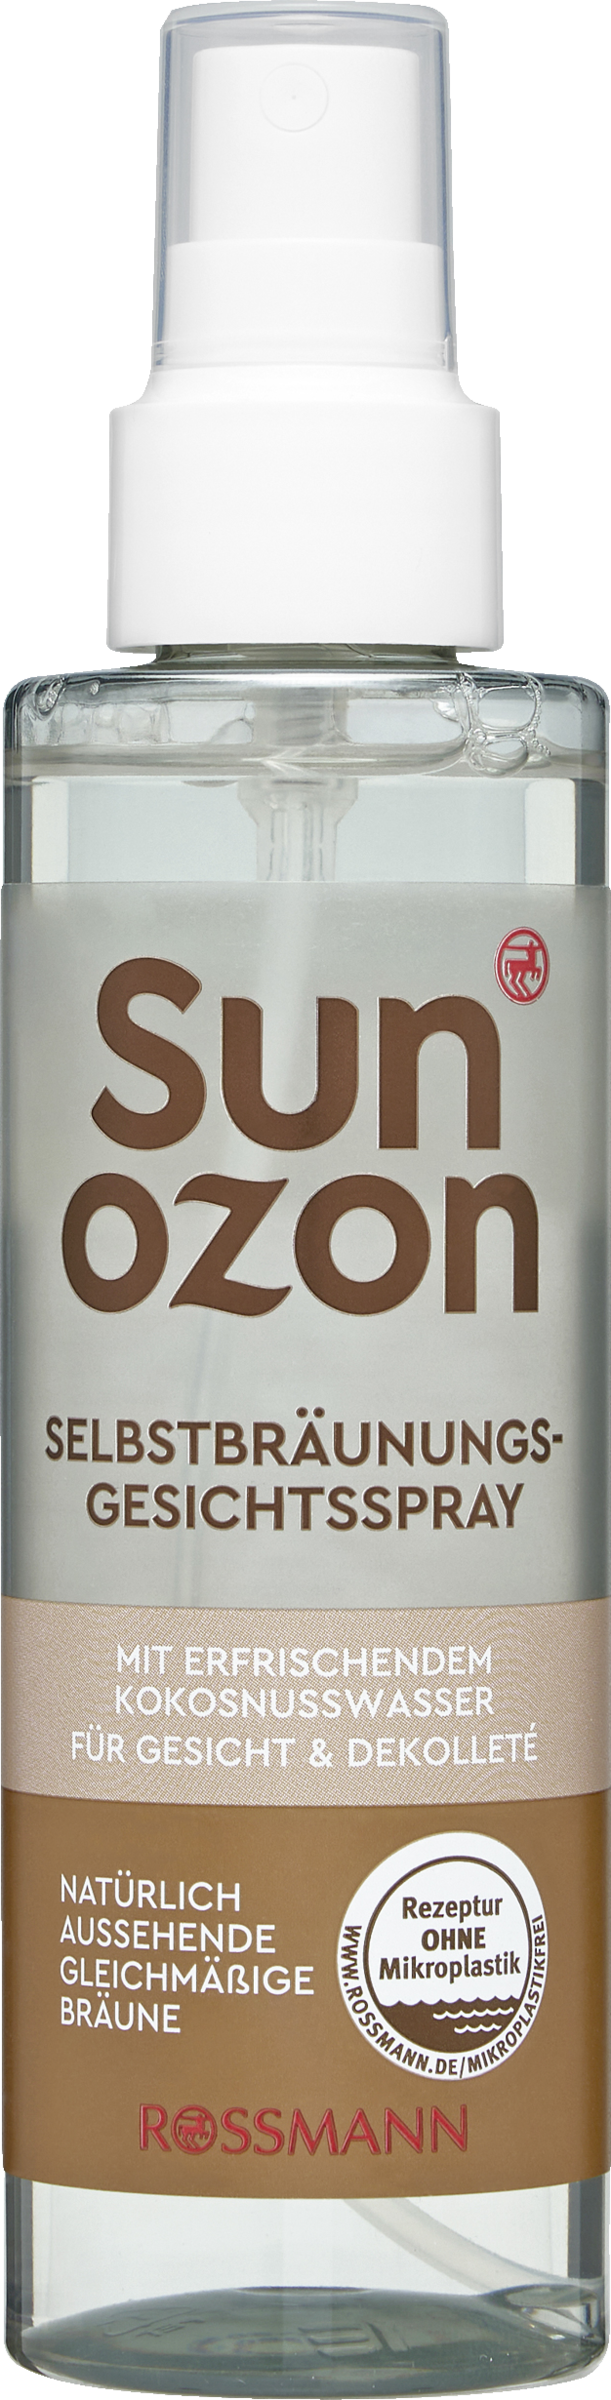 Sun
ozon
SELBSTBRÄUNUNGS-
GESICHTSSPRAY
MIT ERFRISCHENDEM
KOKOSNUSSWASSER
FÜR GESICHT & DEKOLLETÉ
NATÜRLICH
AUSSEHENDE
GLEICHMÄßIGE
BRÄUNE
Rezeptur
OHNE
Mikroplastik
WWW.ROSSMANN.DE/MIKROPLASTIKFREI
ROSSMANN